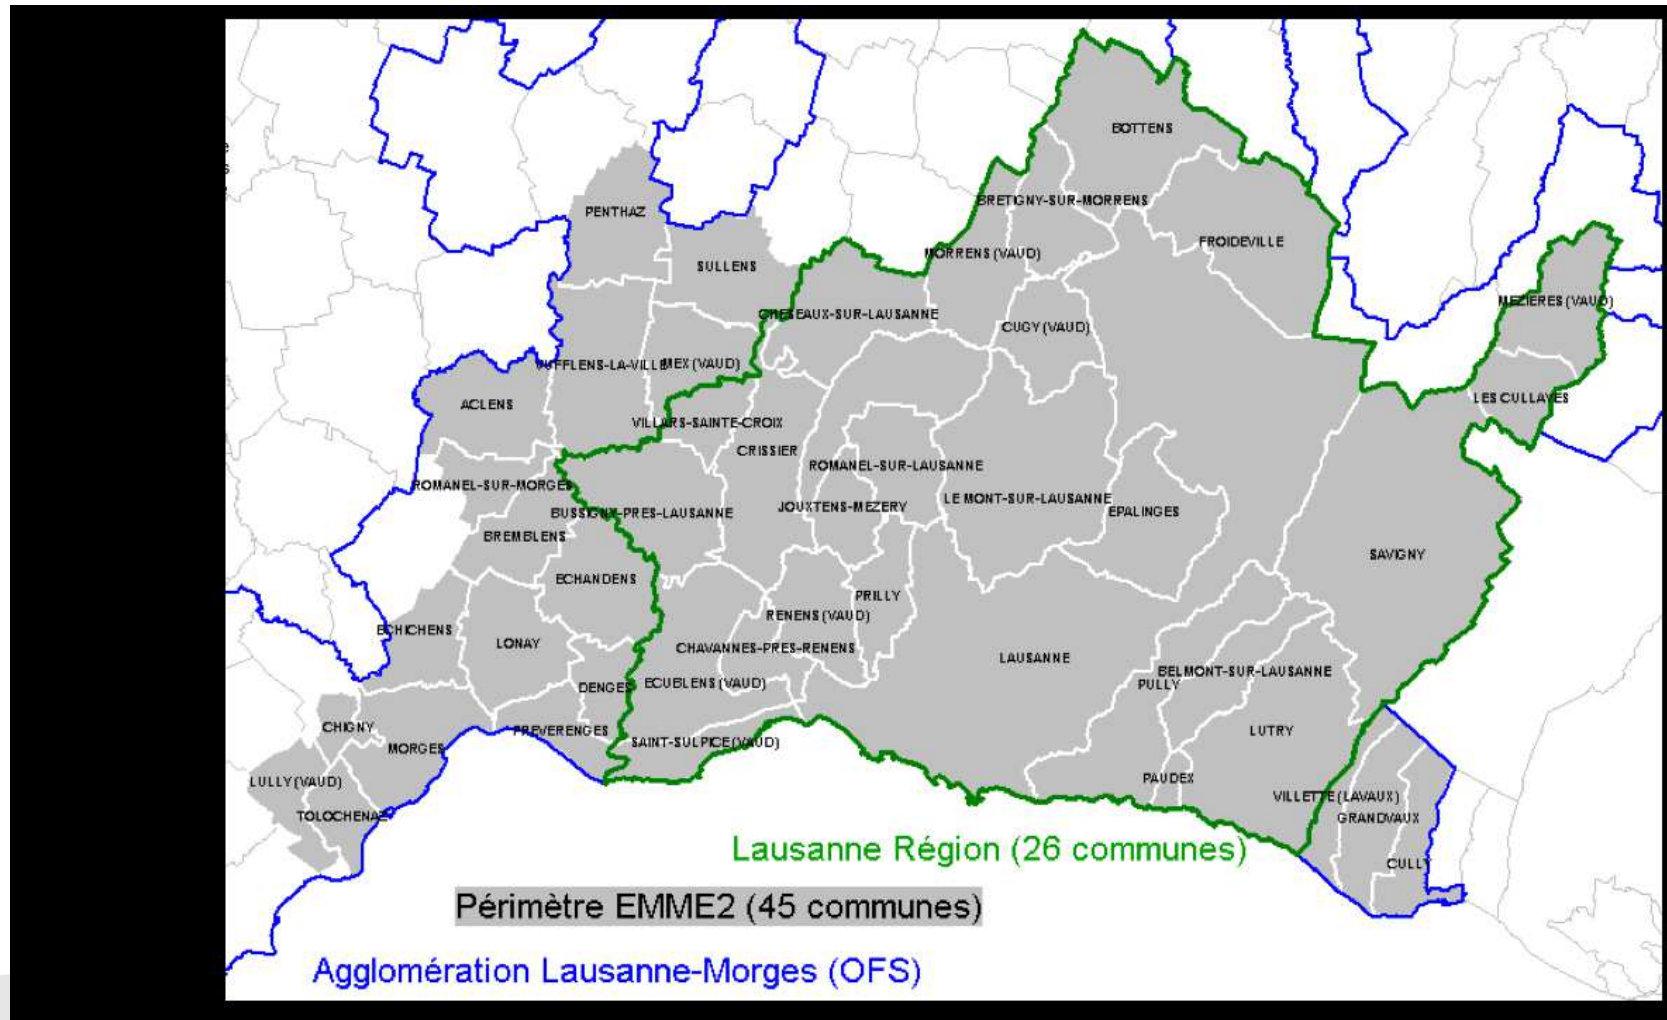 BOTTENS
BRETIGNY-SUR-MORRENS
PENTHAZ
FROIDEVILLE
MORRENS (VAUD)
SULLENS
MEZIERES (VAUD)
CHESEAUX-SUR-LAUSANNE
CUGY (VAUD)
VUFFLENS-LA-VILLE
MEX (VAUD)
LES CULLAYES
ACLENS
VILLARS-SAINTE-CROIX
CRISSIER
ROMANEL-SUR-LAUSANNE
ROMANEL-SUR-MORGES
LE MONT-SUR-LAUSANNE
JOUXTENS-MEZERY
BUSSIGNY-PRES-LAUSANNE
EPALINGES
BREMBLENS
SAVIGNY
ECHANDENS
PRILLY
RENENS (VAUD)
ECHICHENS
LONAY
CHAVANNES-PRES-RENENS
LAUSANNE
BELMONT-SUR-LAUSANNE
DENGES
ECUBLENS (VAUD)
PULLY
CHIGNY
PREVERENGES
LUTRY
MORGES
SAINT-SULPICE (VAUD)
PAUDEX
LULLY (VAUD)
VILLETTE (LAVAUX)
TOLOCHENAZ
GRANDVAUX
CULLY
Lausanne Région (26 communes)
Périmètre EMME2 (45 communes)
Agglomération Lausanne-Morges (OFS)